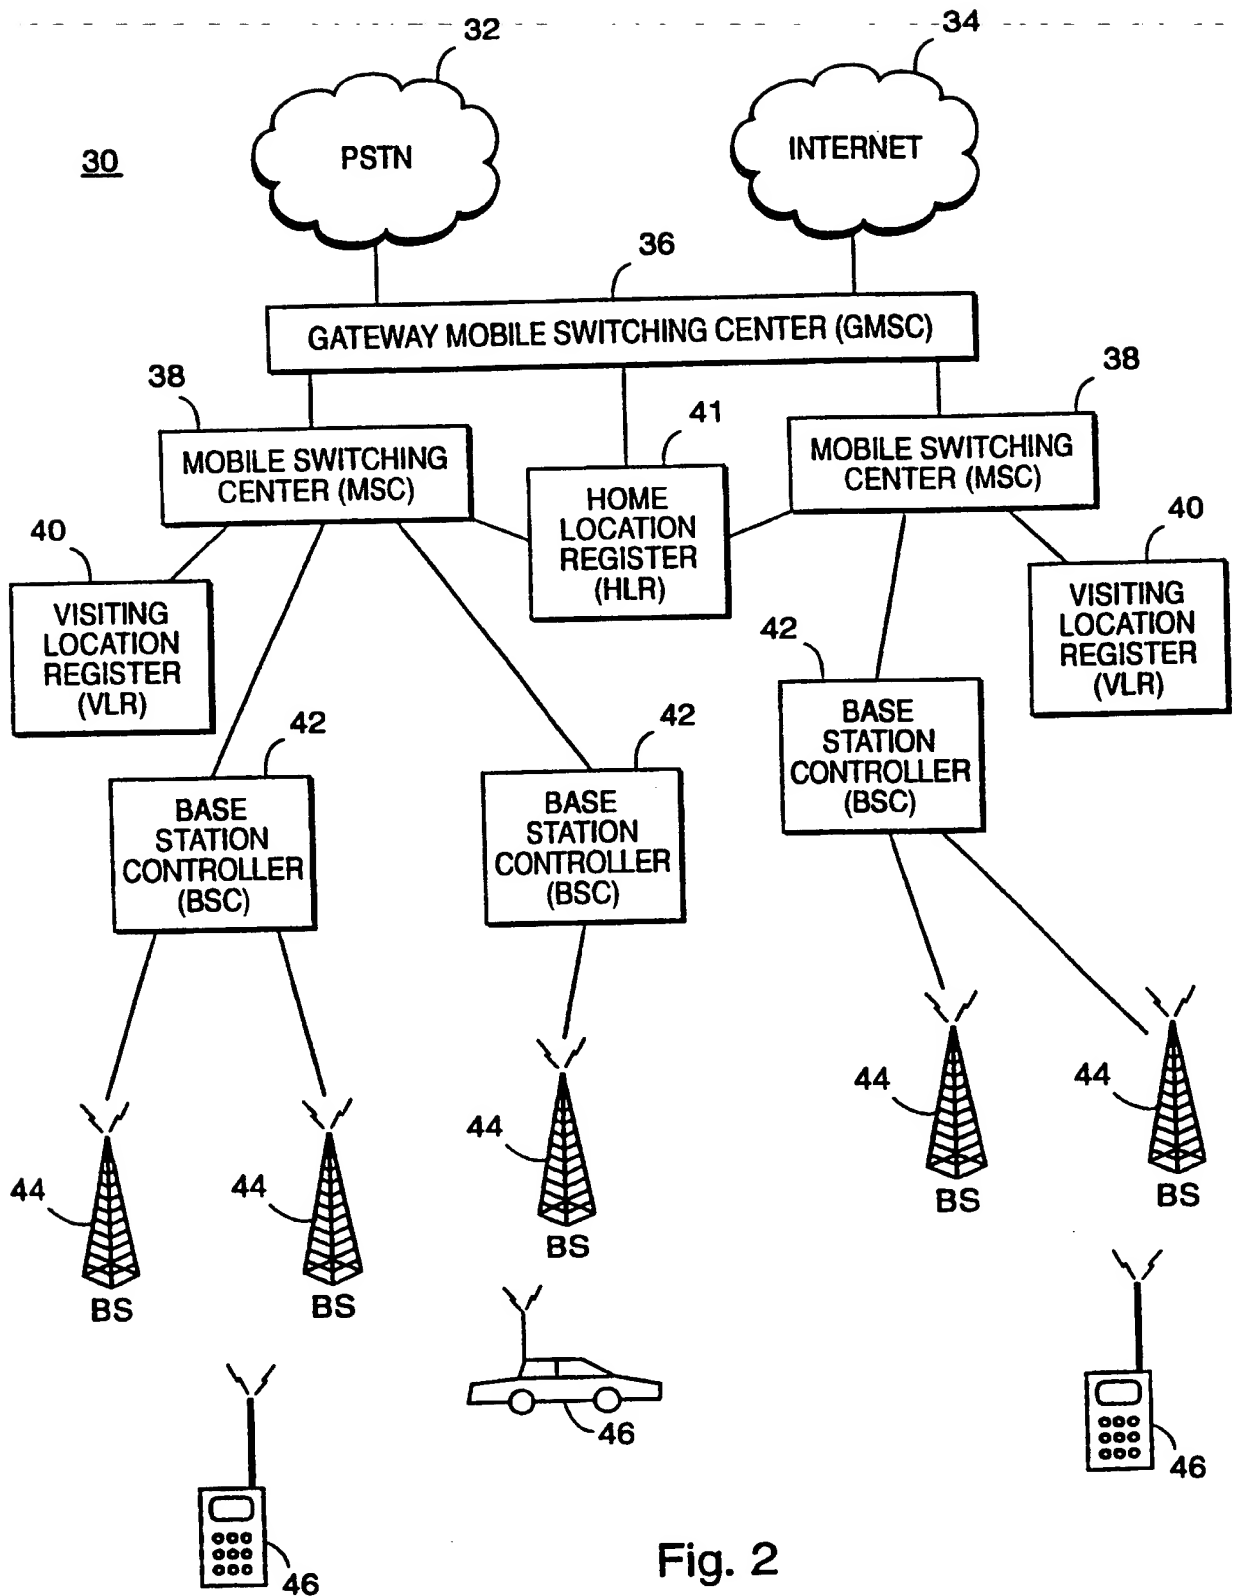 32
34
30
PSTN
INTERNET
36
GATEWAY MOBILE SWITCHING CENTER (GMSC)
38
38
41
MOBILE SWITCHING
CENTER (MSC)
MOBILE SWITCHING
CENTER (MSC)
HOME
LOCATION
REGISTER
(HLR)
40
40
VISITING
LOCATION
REGISTER
(VLR)
VISITING
LOCATION
REGISTER
(VLR)
42
BASE
STATION
CONTROLLER
(BSC)
42
42
BASE
STATION
CONTROLLER
(BSC)
BASE
STATION
CONTROLLER
(BSC)
44
44
44
44
44
BS
BS
BS
BS
BS
46
46
46
Fig. 2